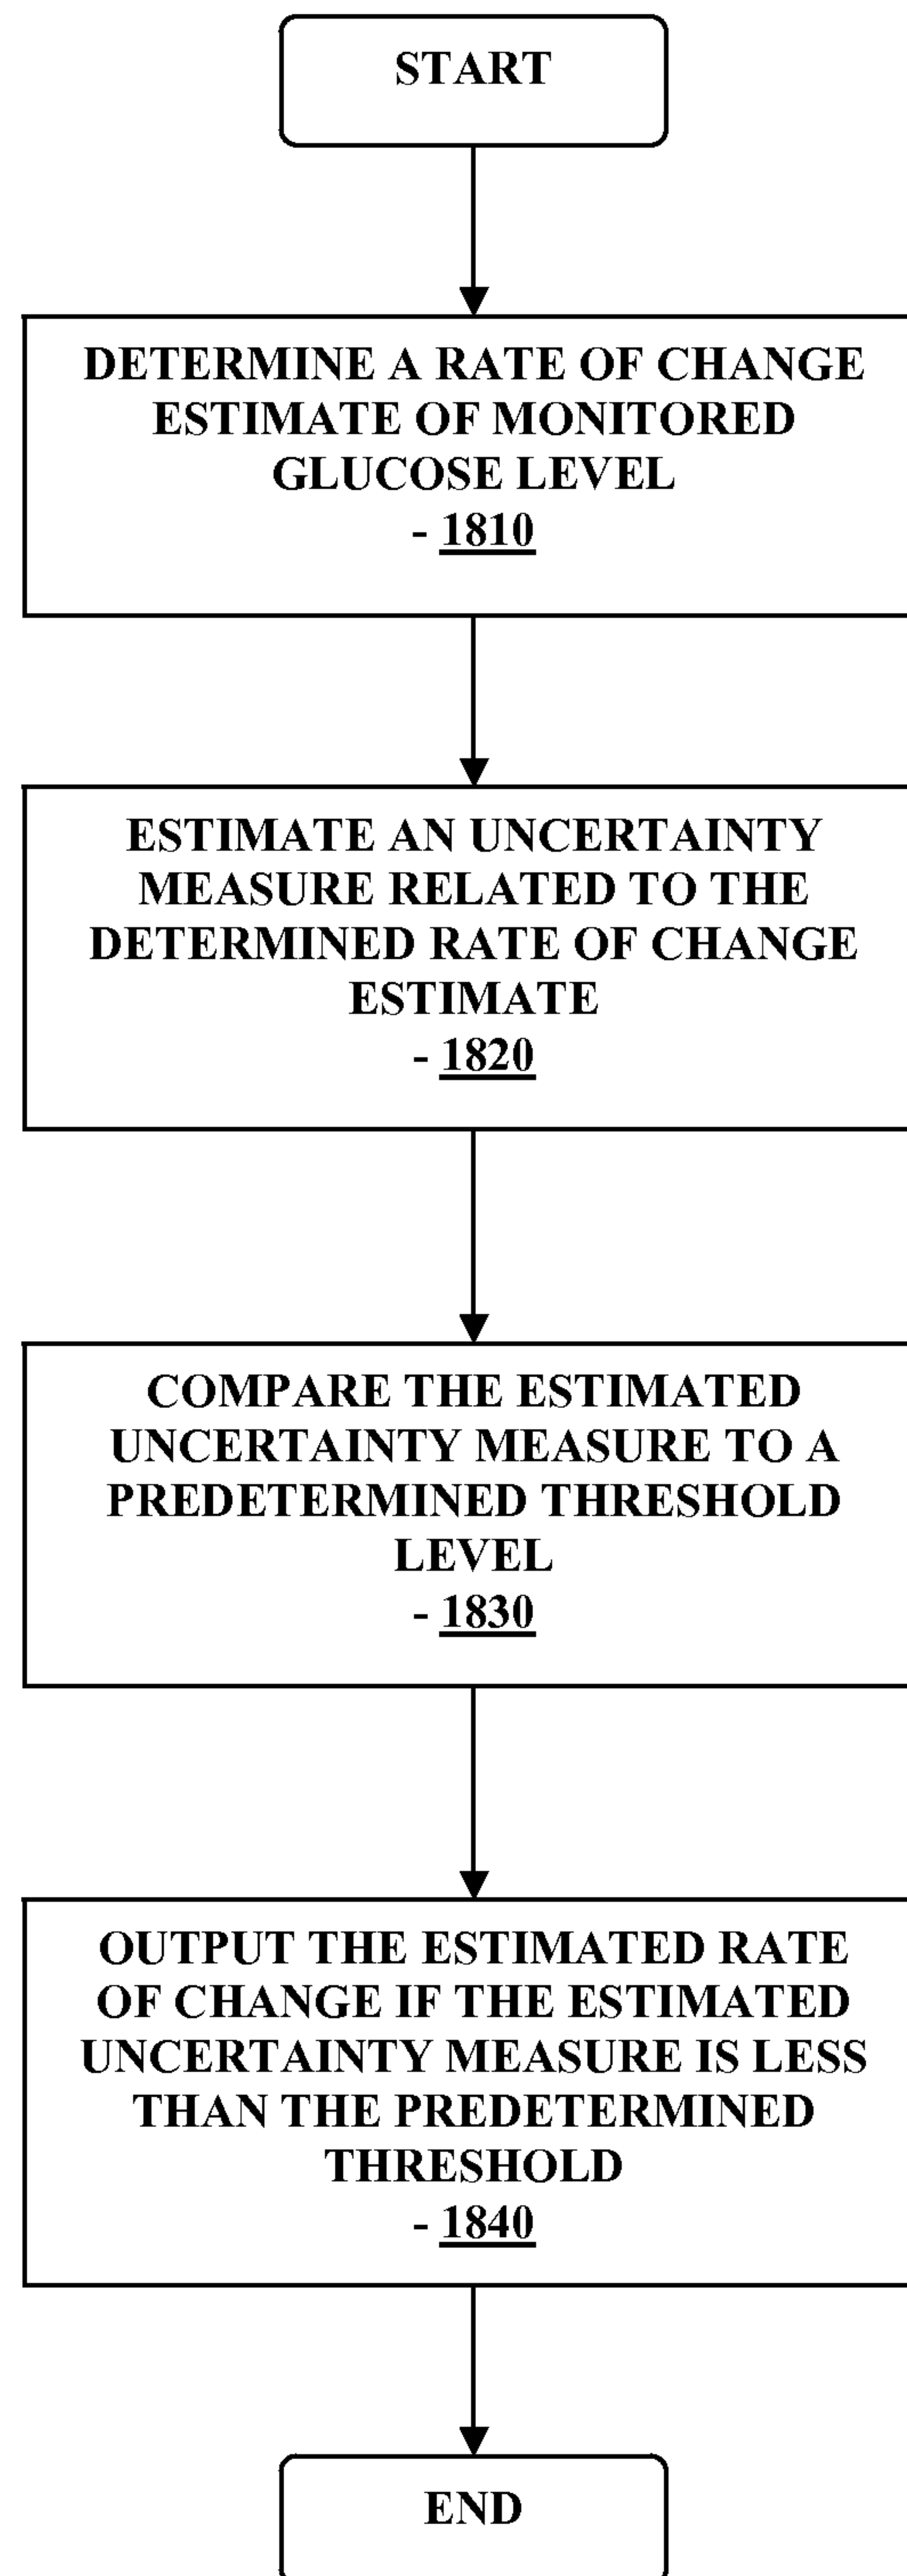 START
DETERMINE A RATE OF CHANGE
ESTIMATE OF MONITORED
GLUCOSE LEVEL
- 1810
ESTIMATE AN UNCERTAINTY
MEASURE RELATED TO THE
DETERMINED RATE OF CHANGE
ESTIMATE
- 1820
COMPARE THE ESTIMATED
UNCERTAINTY MEASURE TO A
PREDETERMINED THRESHOLD
LEVEL
- 1830
OUTPUT THE ESTIMATED RATE
OF CHANGE IF THE ESTIMATED
UNCERTAINTY MEASURE IS LESS
THAN THE PREDETERMINED
THRESHOLD
- 1840
END